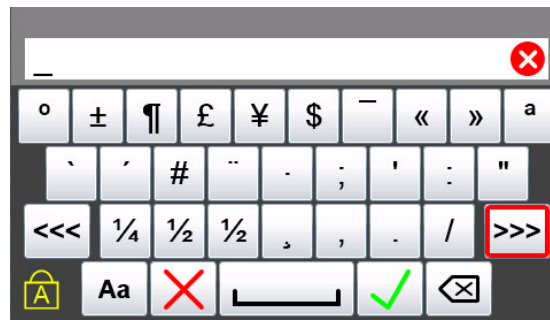 _
º ± ¶ £ ¥ $ ¯ « » ª
` ´ # ¨ · ; ' : "
<<< ¼ ½ ½ ¸ , . / >>>
A Aa